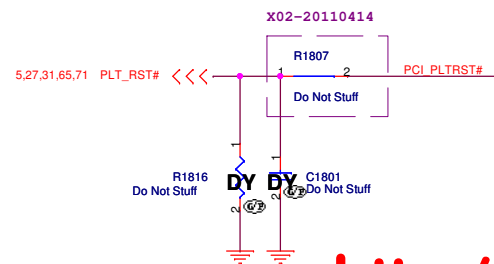 X02-20110414
R1807
5,27,31,65,71 PLT_RST# 1 2 PCI_PLTRST#
Do Not Stuff
1 1
R1816 DY DY C1801
Do Not Stuff Do Not Stuff
2 G/P 2 G/P